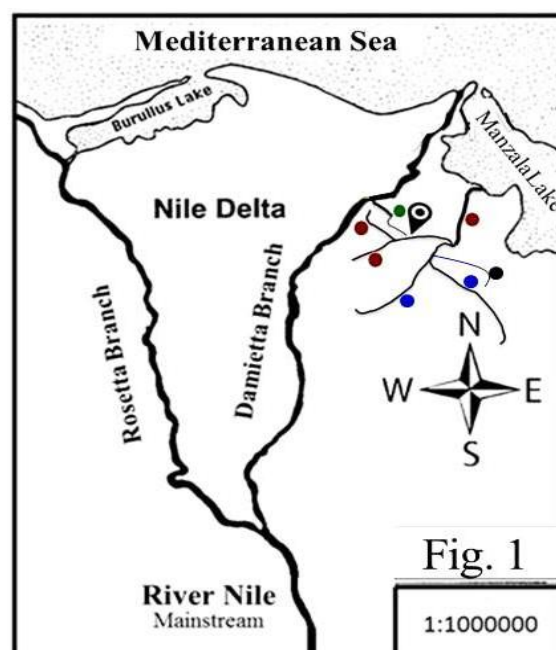 Mediterranean Sea
Burullus Lake
Manzala Lake
Nile Delta
Damietta Branch
Rosetta Branch
N
W
E
S
Fig. 1
River Nile
Mainstream
1:1000000